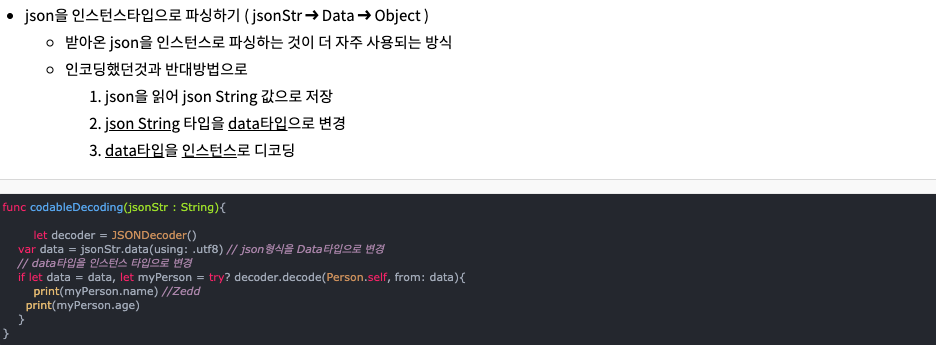 • json을 인스턴스타입으로 파싱하기 ( jsonStr ➜ Data ➜ Object )
○ 받아온 json을 인스턴스로 파싱하는 것이 더 자주 사용되는 방식
○ 인코딩했던것과 반대방법으로
1. json을 읽어 json String 값으로 저장
2. json String 타입을 data타입으로 변경
3. data타입을 인스턴스로 디코딩
func codableDecoding(jsonStr : String){
let decoder = JSONDecoder()
var data = jsonStr.data(using: .utf8) // json형식을 Data타입으로 변경
// data타입을 인스턴스 타입으로 변경
if let data = data, let myPerson = try? decoder.decode(Person.self, from: data){
print(myPerson.name) //Zedd
print(myPerson.age)
}
}